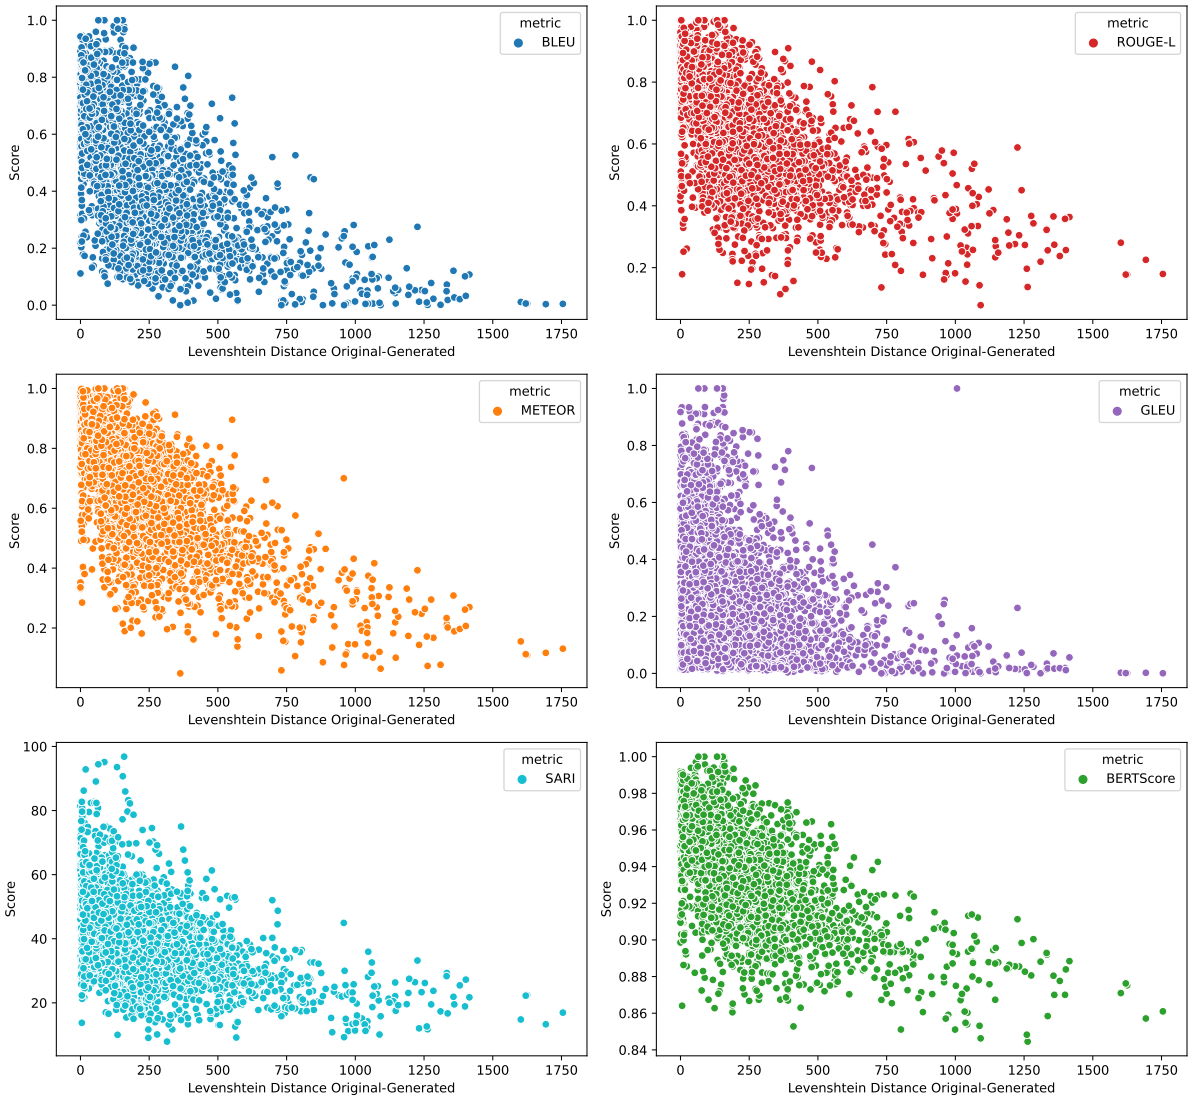 metric
BLEU
1.0
0.8
0.6
0.4
0.2
0.0
Score
0 250 500 750 1000 1250 1500 1750
Levenshtein Distance Original-Generated
metric
ROUGE-L
1.0
0.8
0.6
0.4
0.2
Score
0 250 500 750 1000 1250 1500 1750
Levenshtein Distance Original-Generated
metric
METEOR
1.0
0.8
0.6
0.4
0.2
Score
0 250 500 750 1000 1250 1500 1750
Levenshtein Distance Original-Generated
metric
GLEU
1.0
0.8
0.6
0.4
0.2
0.0
Score
0 250 500 750 1000 1250 1500 1750
Levenshtein Distance Original-Generated
metric
SARI
100
80
60
40
20
Score
0 250 500 750 1000 1250 1500 1750
Levenshtein Distance Original-Generated
metric
BERTScore
1.00
0.98
0.96
0.94
0.92
0.90
0.88
0.86
0.84
Score
0 250 500 750 1000 1250 1500 1750
Levenshtein Distance Original-Generated